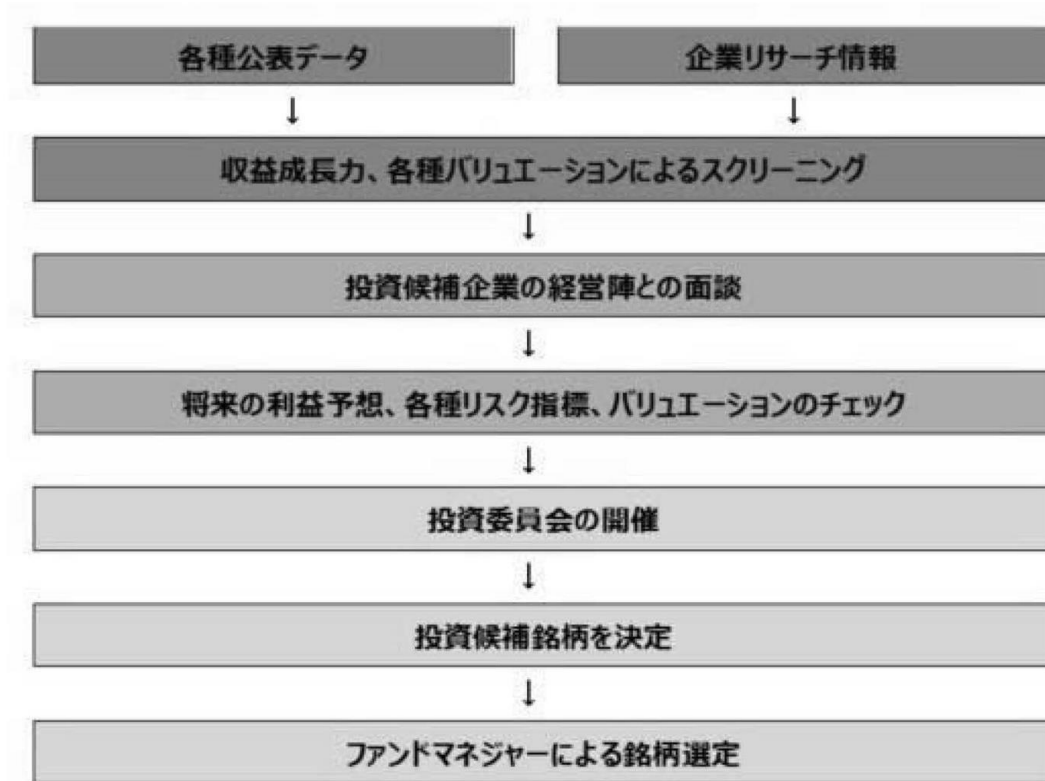 各種公表データ
企業リサーチ情報
↓
↓
収益成長力、各種バリュエーションによるスクリーニング
↓
投資候補企業の経営陣との面談
↓
将来の利益予想、各種リスク指標、バリュエーションのチェック
↓
投資委員会の開催
↓
投資候補銘柄を決定
↓
ファンドマネジャーによる銘柄選定